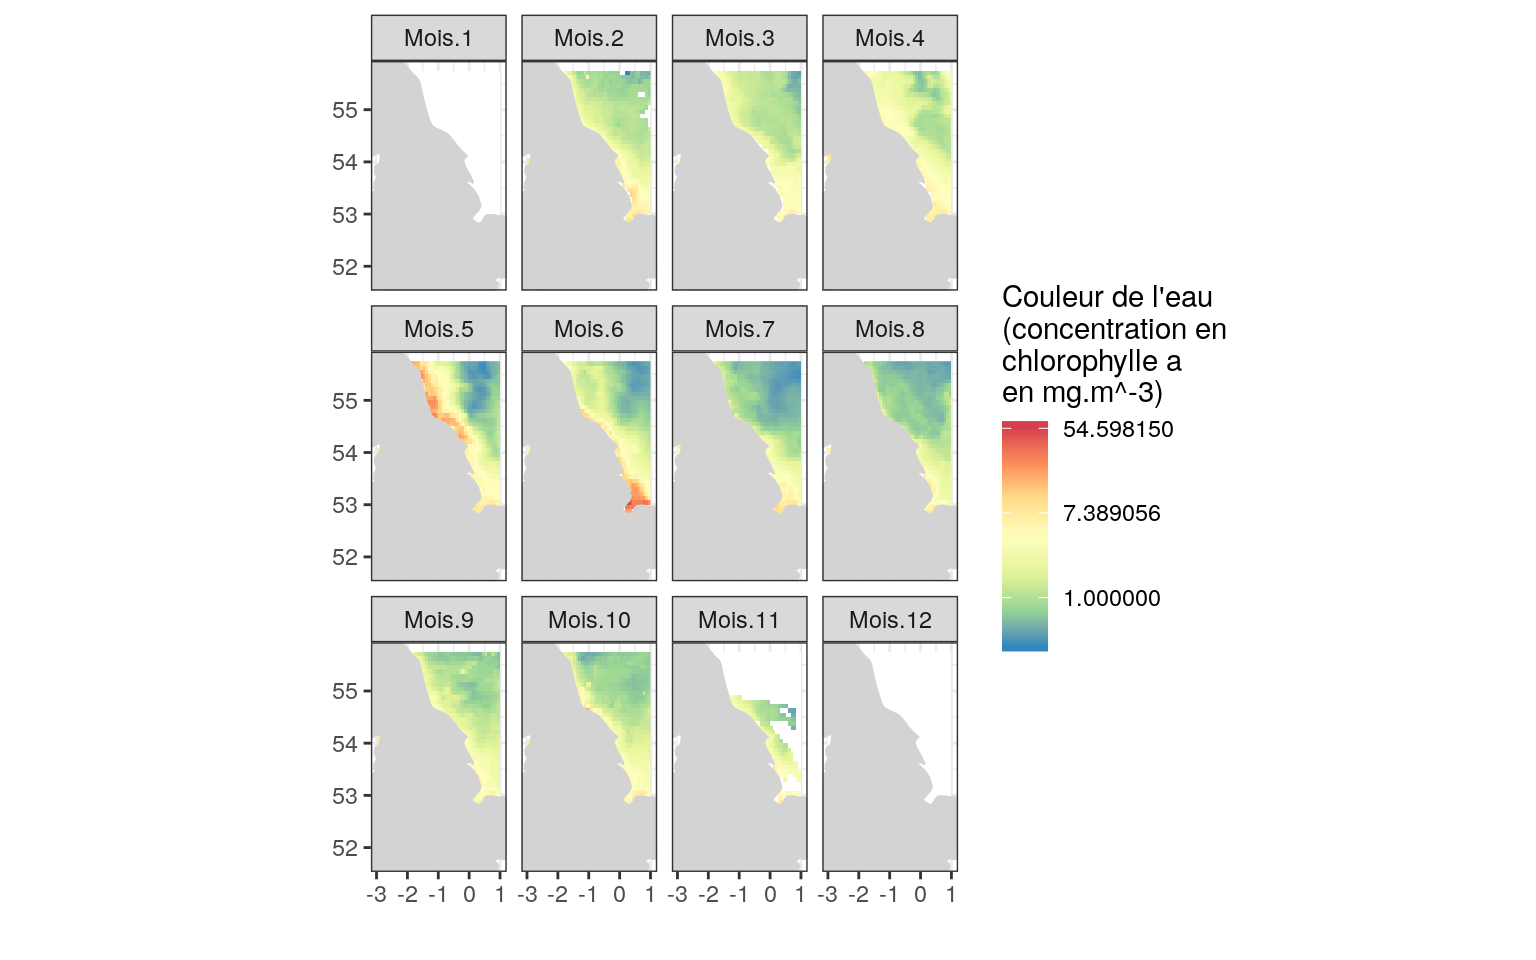 Mois.1 Mois.2 Mois.3 Mois.4
55
54
53
52
Mois.5 Mois.6 Mois.7 Mois.8
55
54
53
52
Mois.9 Mois.10 Mois.11 Mois.12
55
54
53
52
-3 -2 -1 0 1 -3 -2 -1 0 1 -3 -2 -1 0 1 -3 -2 -1 0 1
Couleur de l'eau
(concentration en
chlorophylle a
en mg.m^-3)
54.598150
7.389056
1.000000